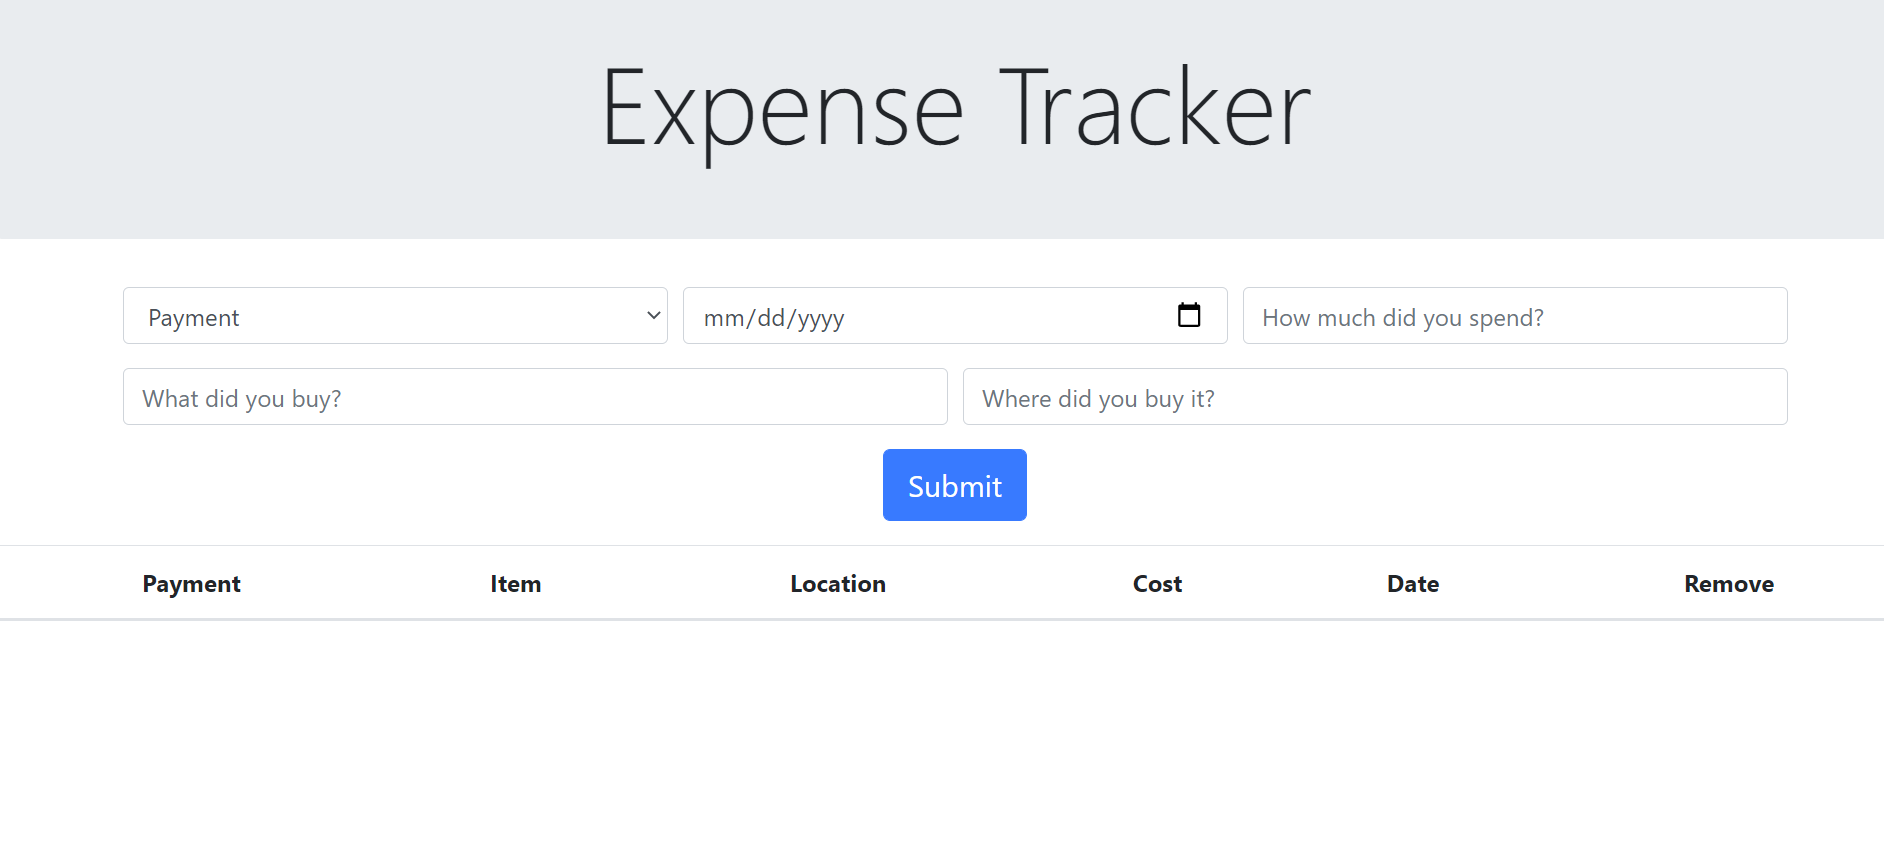 Expense Tracker
Payment mm/dd/yyyy How much did you spend?
What did you buy? Where did you buy it?
Submit
Payment Item Location Cost Date Remove